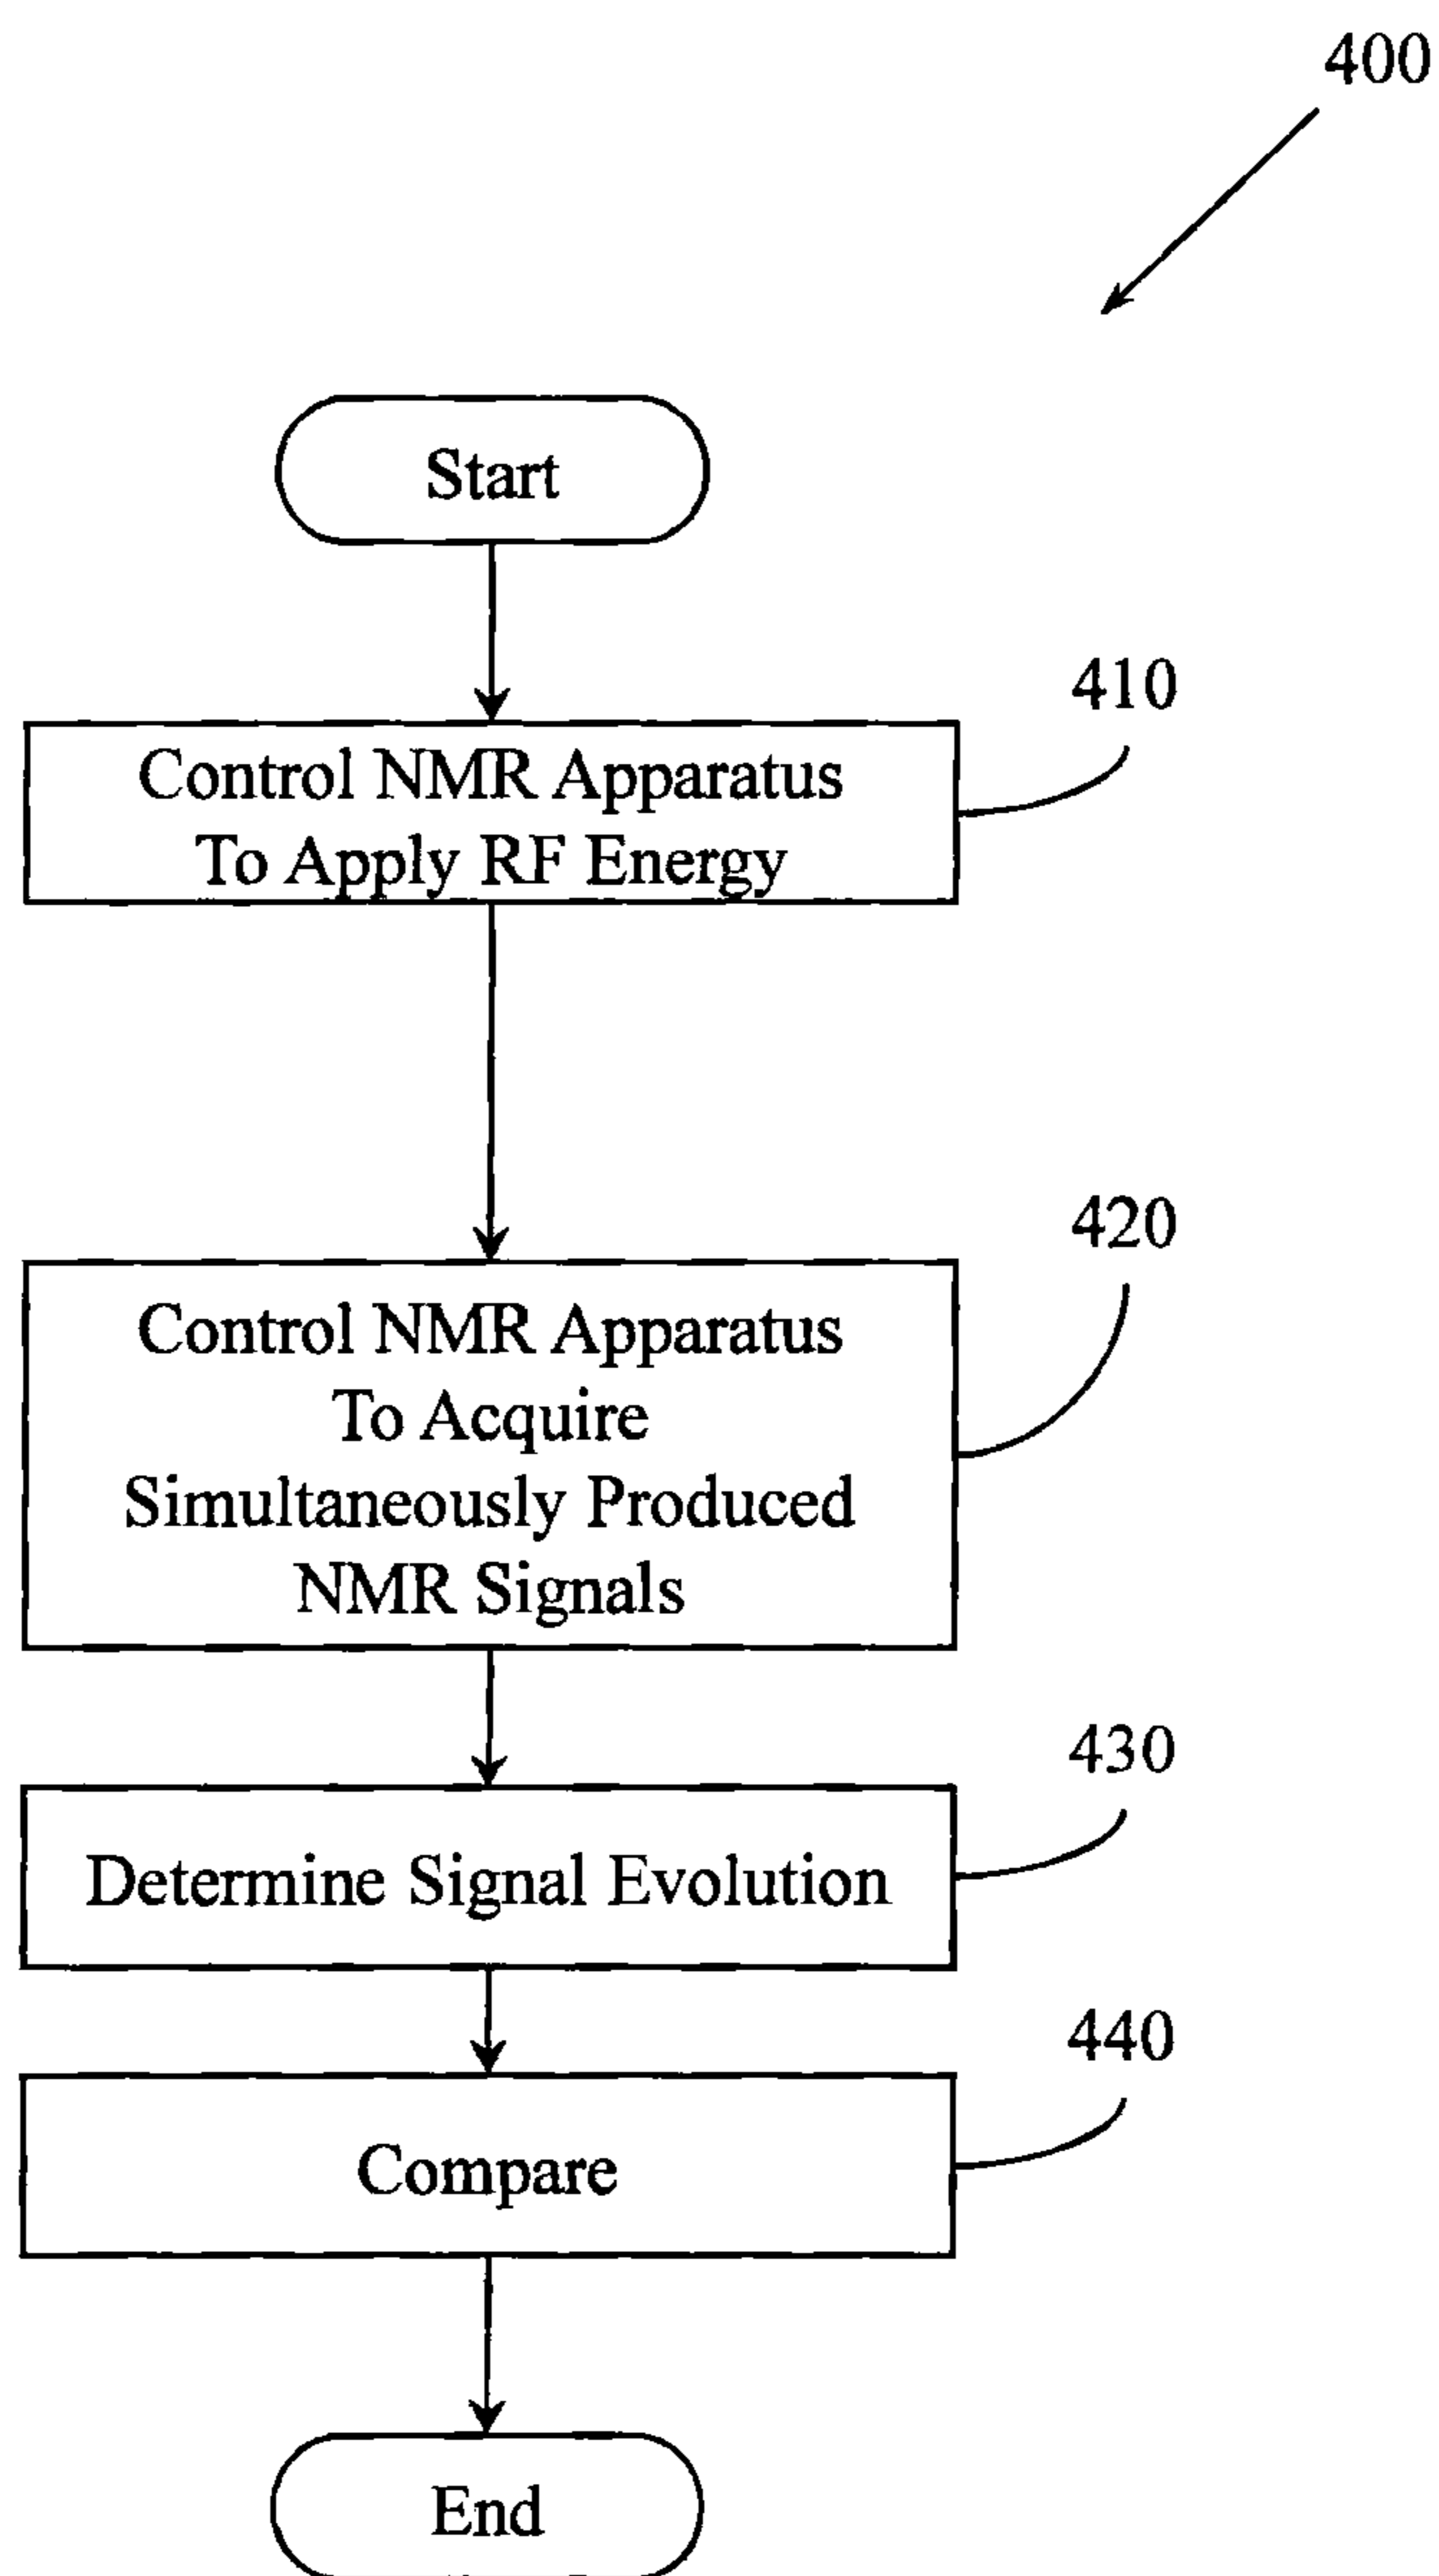 400
Start
410
Control NMR Apparatus
To Apply RF Energy
420
Control NMR Apparatus
To Acquire
Simultaneously Produced
NMR Signals
430
Determine Signal Evolution
440
Compare
End